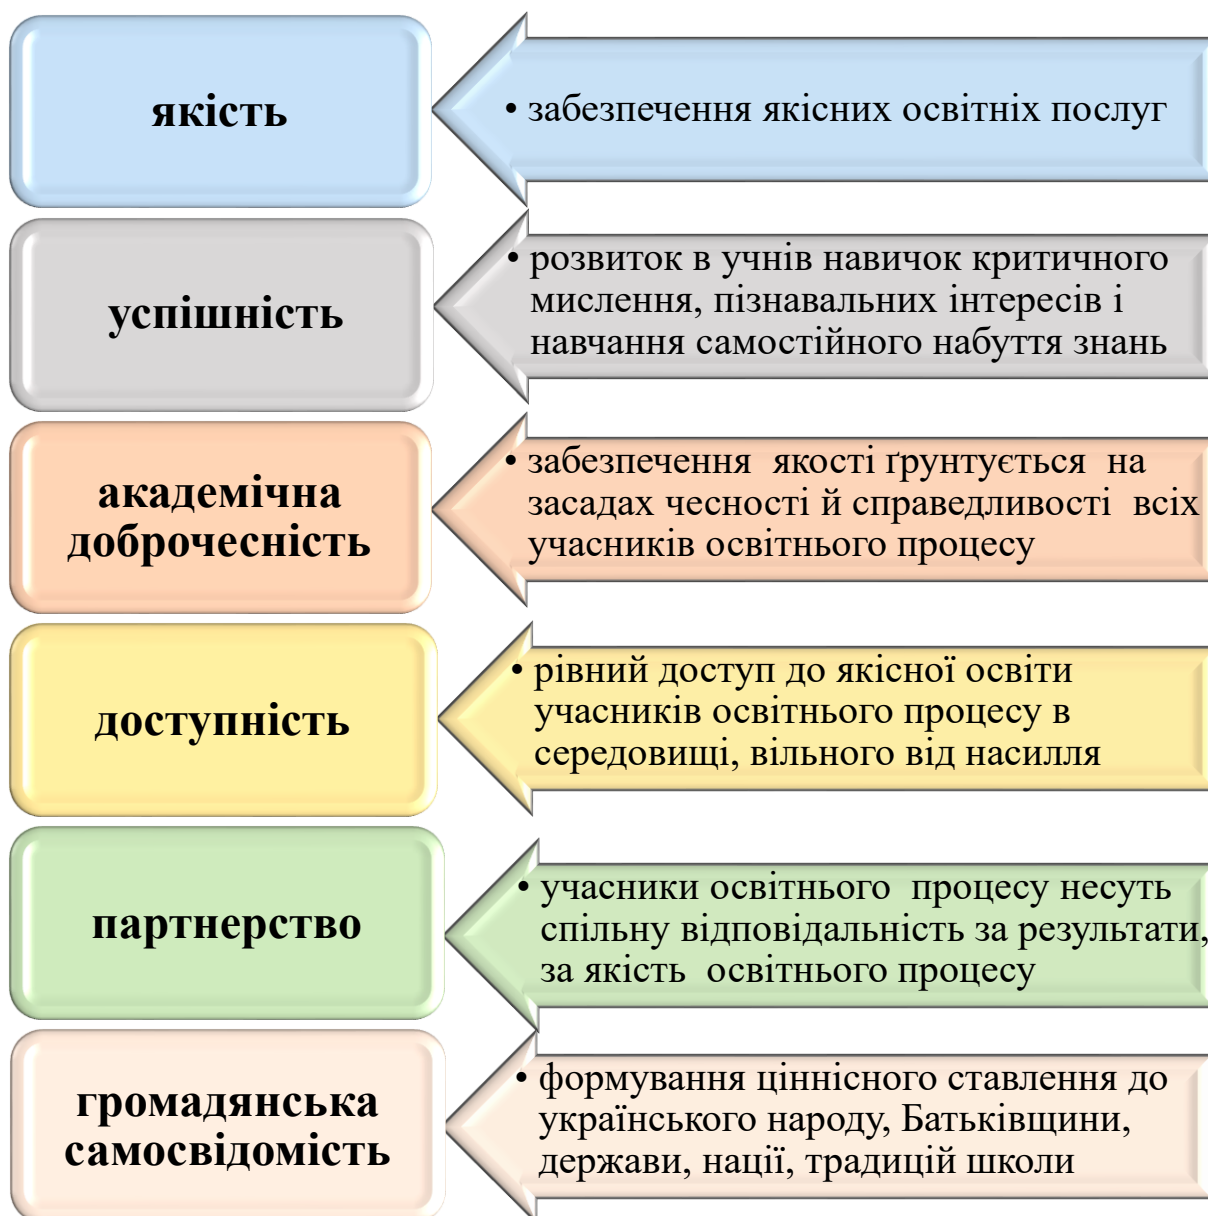 якість
• забезпечення якісних освітніх послуг
успішність
• розвиток в учнів навичок критичного
мислення, пізнавальних інтересів і
навчання самостійного набуття знань
академічна
доброчесність
• забезпечення якості ґрунтується на
засадах чесності й справедливості всіх
учасників освітнього процесу
доступність
• рівний доступ до якісної освіти
учасників освітнього процесу в
середовищі, вільного від насилля
партнерство
• учасники освітнього процесу несуть
спільну відповідальність за результати,
за якість освітнього процесу
громадянська
самосвідомість
• формування ціннісного ставлення до
українського народу, Батьківщини,
держави, нації, традицій школи